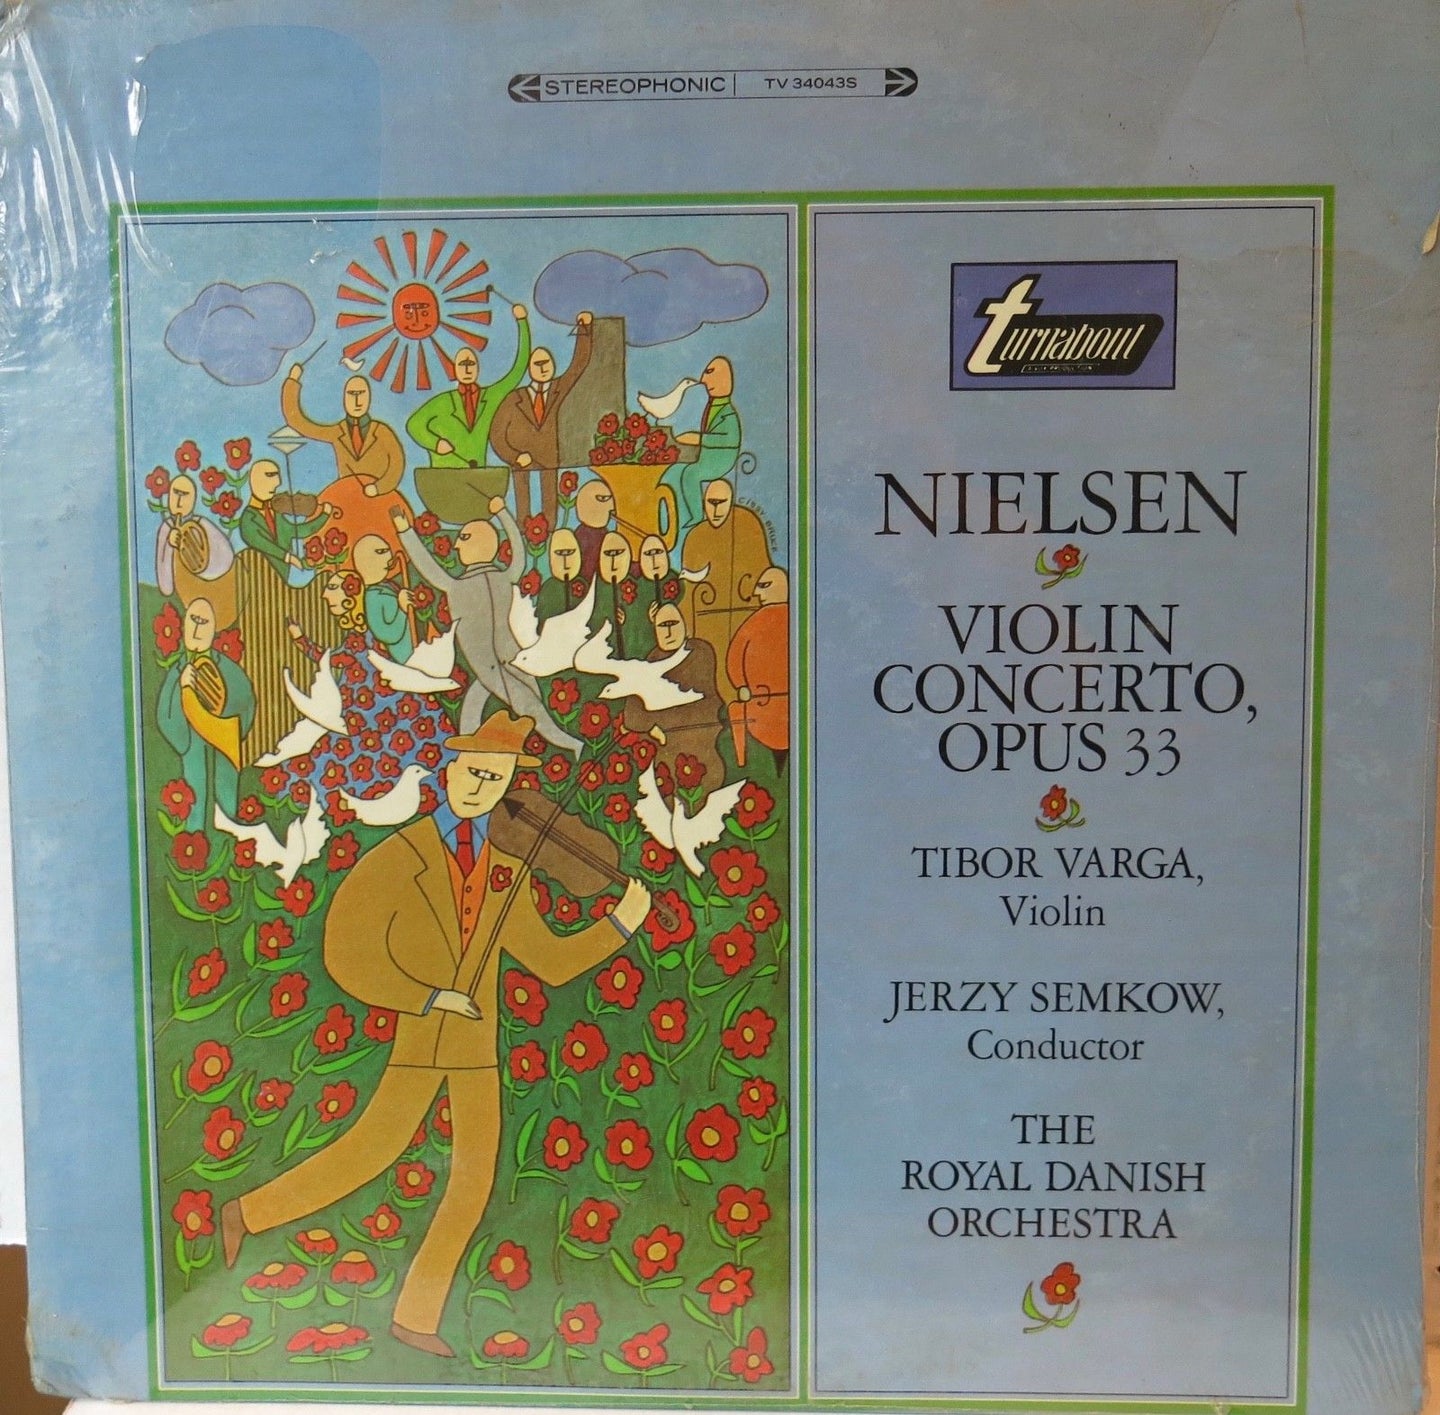 STEREOPHONIC | TV 34043S
turnabout
NIELSEN
VIOLIN
CONCERTO,
OPUS 33
TIBOR VARGA,
Violin
JERZY SEMKOW,
Conductor
THE
ROYAL DANISH
ORCHESTRA